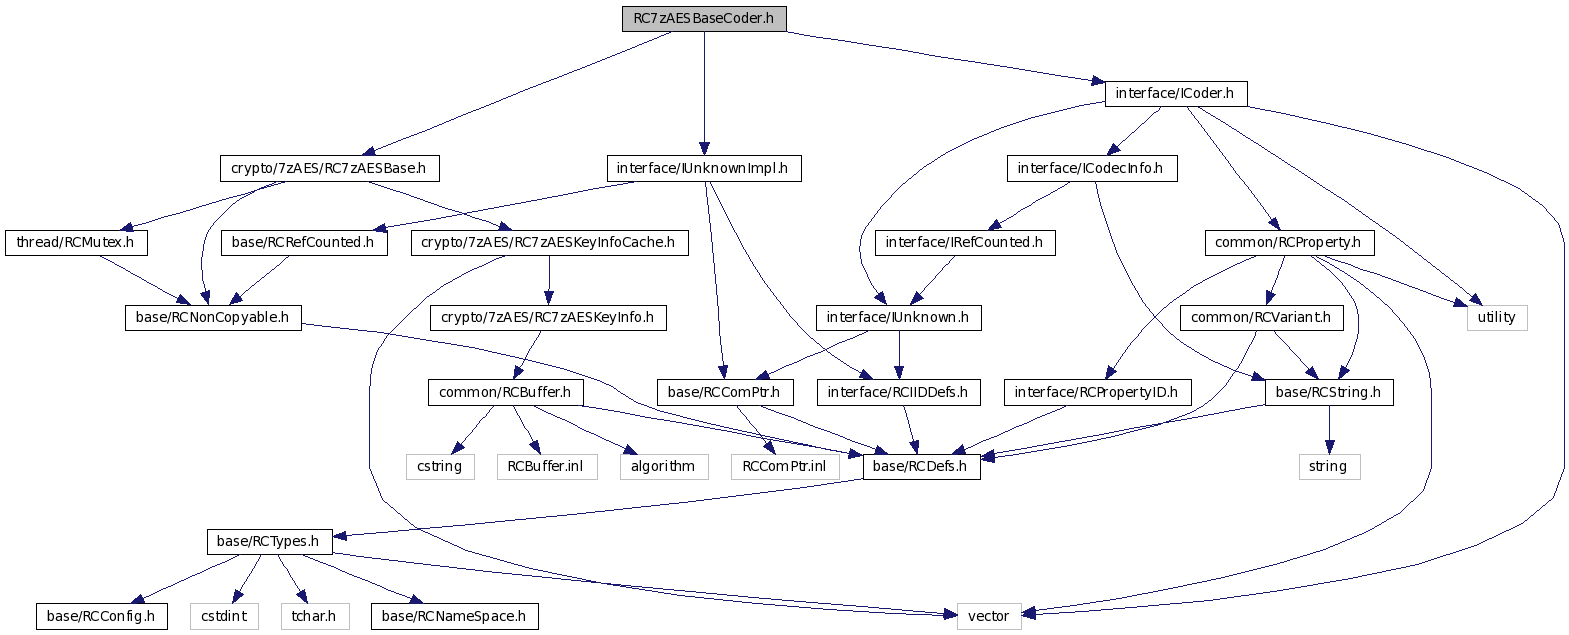 RC7zAESBaseCoder.h
interface/ICoder.h
crypto/7zAES/RC7zAESBase.h
interface/IUnknownImpl.h
interface/ICodecInfo.h
thread/RCMutex.h
base/RCRefCounted.h
crypto/7zAES/RC7zAESKeyInfoCache.h
interface/IRefCounted.h
common/RCProperty.h
base/RCNonCopyable.h
crypto/7zAES/RC7zAESKeyInfo.h
interface/IUnknown.h
common/RCVariant.h
utility
common/RCBuffer.h
base/RCComPtr.h
interface/RCIIDDefs.h
interface/RCPropertyID.h
base/RCString.h
cstring
RCBuffer.inl
algorithm
RCComPtr.inl
base/RCDefs.h
string
base/RCTypes.h
base/RCConfig.h
cstdint
tchar.h
base/RCNameSpace.h
vector